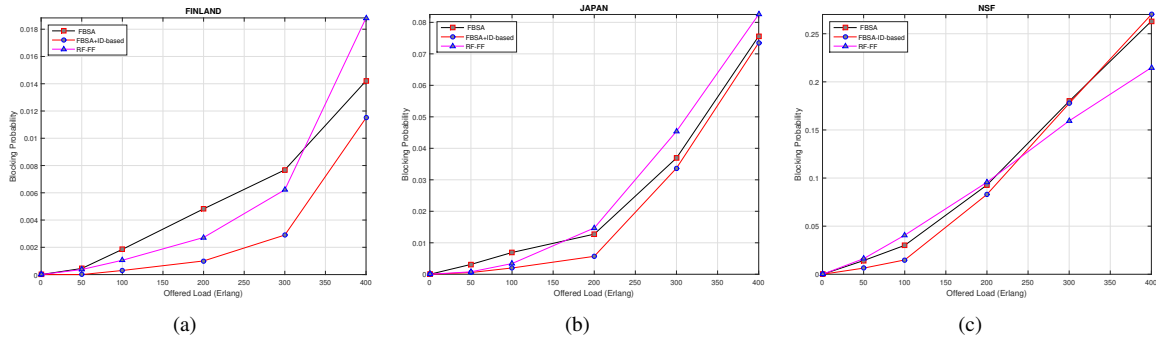 FINLAND
FBSA
FBSA+ID-based
RF-FF
0.018
0.016
0.014
0.012
0.01
0.008
0.006
0.004
0.002
0
Blocking Probability
0 50 100 150 200 250 300 350 400
Offered Load (Erlang)
(a)
JAPAN
FBSA
FBSA+ID-based
RF-FF
0.08
0.07
0.06
0.05
0.04
0.03
0.02
0.01
0
Blocking Probability
0 50 100 150 200 250 300 350 400
Offered Load (Erlang)
(b)
NSF
FBSA
FBSA+ID-based
RF-FF
0.25
0.2
0.15
0.1
0.05
0
Blocking Probability
0 50 100 150 200 250 300 350 400
Offered Load (Erlang)
(c)